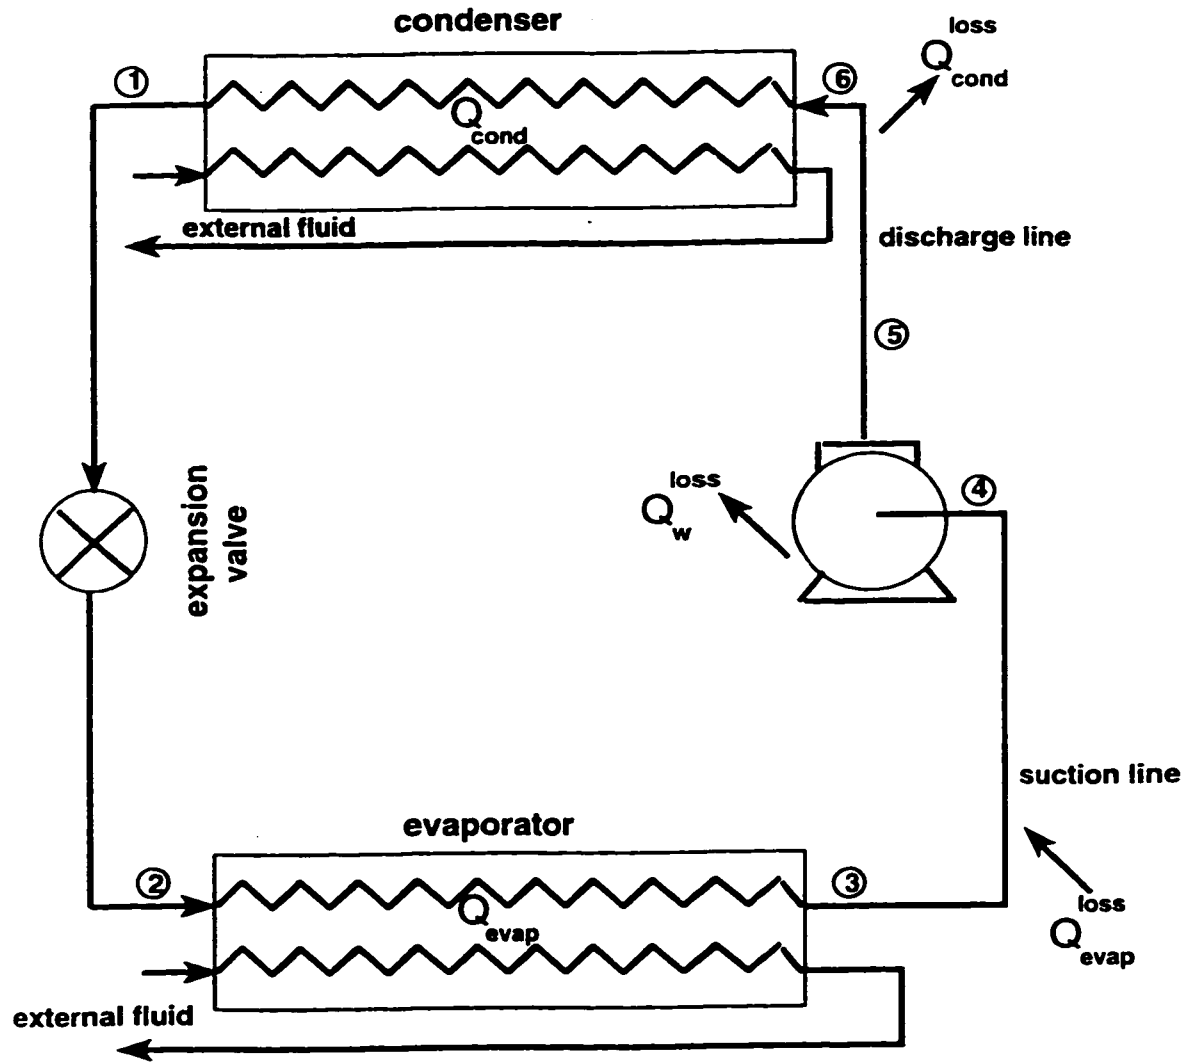 condenser
loss
Q
cond
①
⑥
Q
cond
external fluid
discharge line
⑤
expansion
valve
loss
Q
w
④
suction line
evaporator
②
③
Q
evap
loss
Q
evap
external fluid